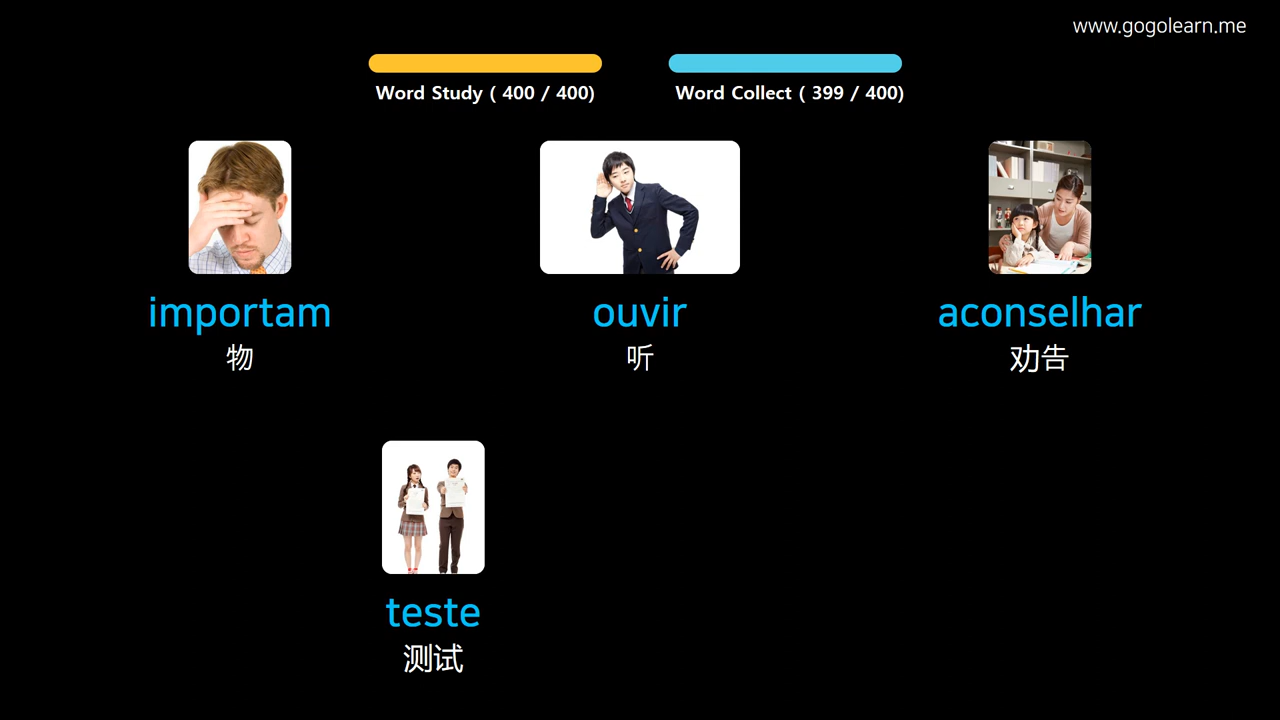 www.gogolearn.me
Word Study ( 400 / 400)
Word Collect ( 399 / 400)
importam
物
ouvir
听
aconselhar
劝告
teste
测试